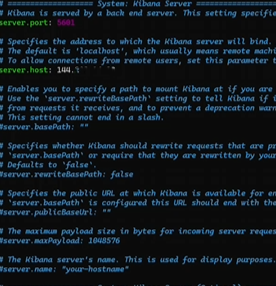 # =================== System: Kibana Server ===================
# Kibana is served by a back end server. This setting specifie
server.port: 5601
# Specifies the address to which the Kibana server will bind.
# The default is 'localhost', which usually means remote machi
# To allow connections from remote users, set this parameter t
server.host: 144.
# Enables you to specify a path to mount Kibana at if you are
# Use the 'server.rewriteBasePath' setting to tell Kibana if i
# from requests it receives, and to prevent a deprecation warn
# This setting cannot end in a slash.
#server.basePath: ""
# Specifies whether Kibana should rewrite requests that are pr
# 'server.basePath' or require that they are rewritten by your
# Defaults to 'false'.
#server.rewriteBasePath: false
# Specifies the public URL at which Kibana is available for en
# 'server.basePath' is configured this URL should end with the
#server.publicBaseUrl: ""
# The maximum payload size in bytes for incoming server reques
#server.maxPayload: 1048576
# The Kibana server's name. This is used for display purposes.
#server.name: "your-hostname"